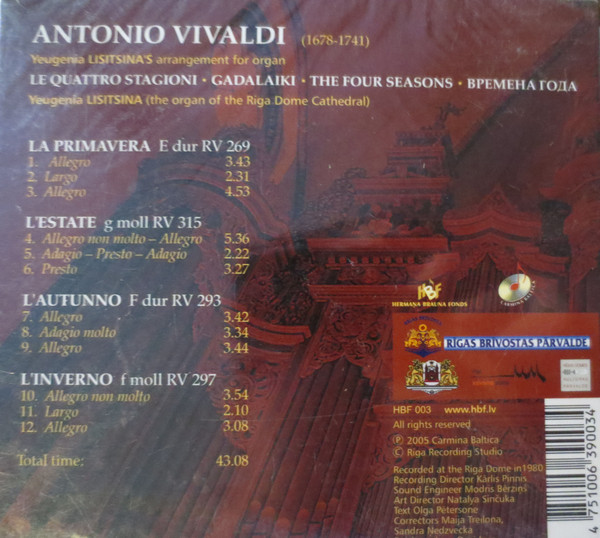 ANTONIO VIVALDI (1678-1741)
Yeugenia LISITSINA'S arrangement for organ
LE QUATTRO STAGIONI • GADALAIKI • THE FOUR SEASONS • ВРЕМЕНА ГОДА
Yeugenia LISITSINA (the organ of the Riga Dome Cathedral)
LA PRIMAVERA E dur RV 269
1. Allegro 3.43
2. Largo 2.31
3. Allegro 4.53
L'ESTATE g moll RV 315
4. Allegro non molto – Allegro 5.36
5. Adagio – Presto – Adagio 2.22
6. Presto 3.27
L'AUTUNNO F dur RV 293
7. Allegro 3.42
8. Adagio molto 3.34
9. Allegro 3.44
L'INVERNO f moll RV 297
10. Allegro non molto 3.54
11. Largo 2.10
12. Allegro 3.08
Total time: 43.08
HBF
HERMANA BRAUNA FONDS
RIGAS BRIVOSTAS PARVALDE
HBF 003 www.hbf.lv
All rights reserved
Ⓟ 2005 Carmina Baltica
© Riga Recording Studio
Recorded at the Riga Dome in 1980
Recording Director Kārlis Pinnis
Sound Engineer Modris Bērziņš
Art Director Natalya Sinčuka
Text Olga Petersone
Correctors Maija Treilona,
Sandra Nedzvecka
4 751006 390034